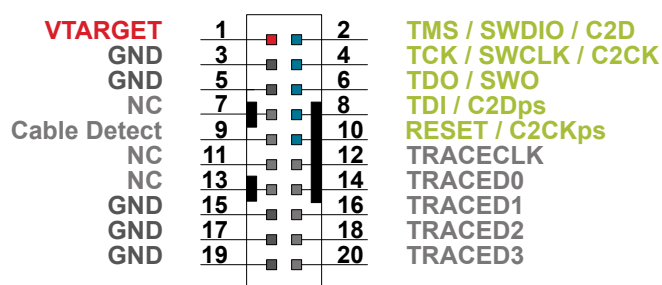 VTARGET 1 2 TMS / SWDIO / C2D
GND 3 4 TCK / SWCLK / C2CK
GND 5 6 TDO / SWO
NC 7 8 TDI / C2Dps
Cable Detect 9 10 RESET / C2CKps
NC 11 12 TRACECLK
NC 13 14 TRACED0
GND 15 16 TRACED1
GND 17 18 TRACED2
GND 19 20 TRACED3